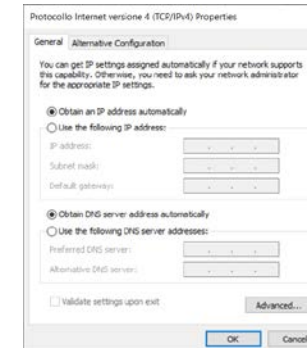 Protocollo Internet versione 4 (TCP/IPv4) Properties
General
Alternative Configuration
You can get IP settings assigned automatically if your network supports
this capability. Otherwise, you need to ask your network administrator
for the appropriate IP settings.
Obtain an IP address automatically
Use the following IP address:
IP address:
Subnet mask:
Default gateway:
Obtain DNS server address automatically
Use the following DNS server addresses:
Preferred DNS server:
Alternative DNS server:
Validate settings upon exit
Advanced...
OK
Cancel